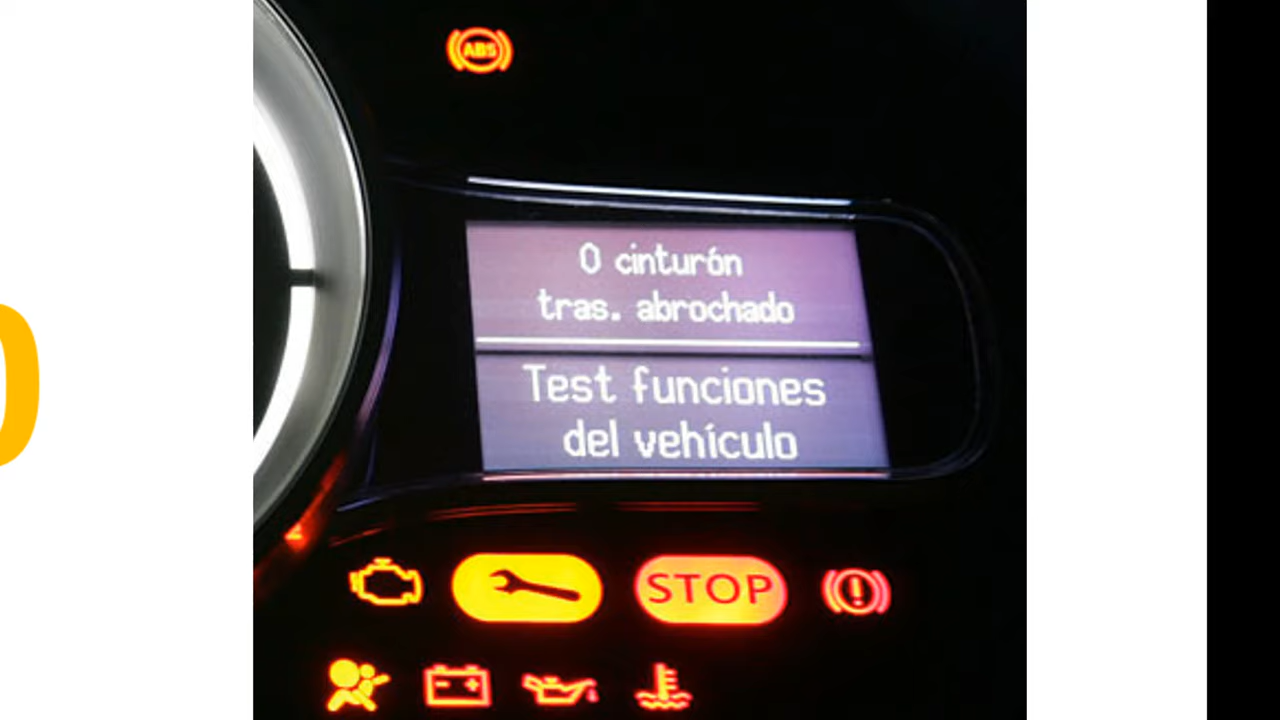 ABS
0 cinturón
tras. abrochado
Test funciones
del vehículo
STOP